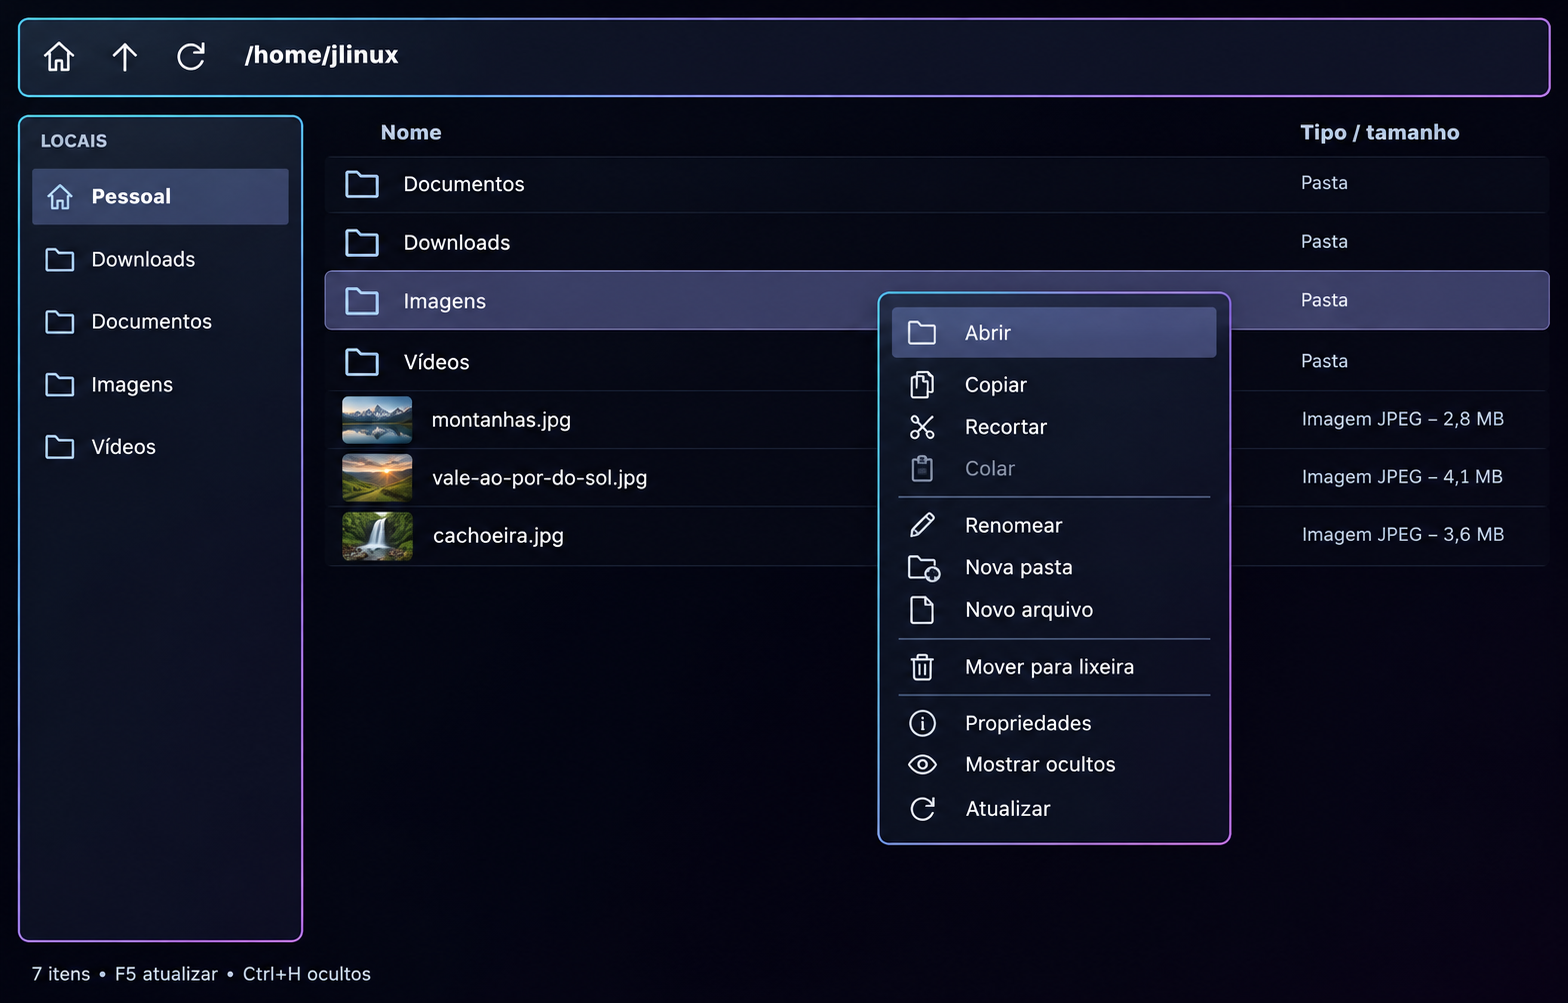 /home/jlinux
LOCAIS
Pessoal
Downloads
Documentos
Imagens
Vídeos
Nome Tipo / tamanho
Documentos Pasta
Downloads Pasta
Imagens Pasta
Vídeos Pasta
montanhas.jpg Imagem JPEG – 2,8 MB
vale-ao-por-do-sol.jpg Imagem JPEG – 4,1 MB
cachoeira.jpg Imagem JPEG – 3,6 MB
Abrir
Copiar
Recortar
Colar
Renomear
Nova pasta
Novo arquivo
Mover para lixeira
Propriedades
Mostrar ocultos
Atualizar
7 itens • F5 atualizar • Ctrl+H ocultos